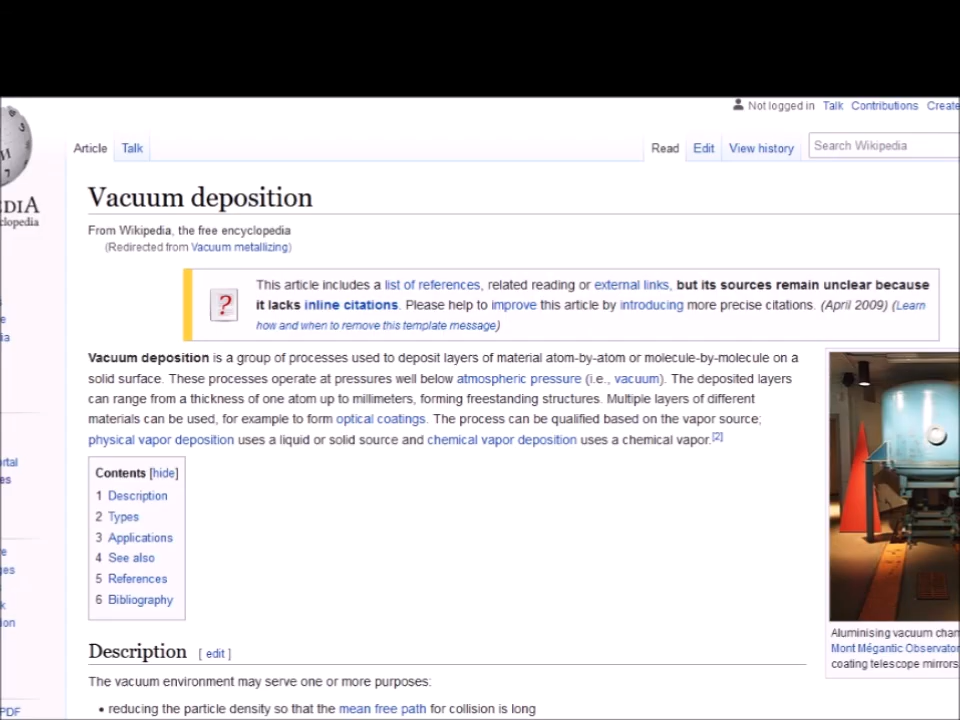 Not logged in Talk Contributions Create
Article Talk Read Edit View history Search Wikipedia
Vacuum deposition
From Wikipedia, the free encyclopedia
(Redirected from Vacuum metallizing)
This article includes a list of references, related reading or external links, but its sources remain unclear because
it lacks inline citations. Please help to improve this article by introducing more precise citations. (April 2009) (Learn
how and when to remove this template message)
Vacuum deposition is a group of processes used to deposit layers of material atom-by-atom or molecule-by-molecule on a
solid surface. These processes operate at pressures well below atmospheric pressure (i.e., vacuum). The deposited layers
can range from a thickness of one atom up to millimeters, forming freestanding structures. Multiple layers of different
materials can be used, for example to form optical coatings. The process can be qualified based on the vapor source;
physical vapor deposition uses a liquid or solid source and chemical vapor deposition uses a chemical vapor.[2]
Contents [hide]
1 Description
2 Types
3 Applications
4 See also
5 References
6 Bibliography
Aluminising vacuum cham
Mont Mégantic Observator
coating telescope mirrors
Description [ edit ]
The vacuum environment may serve one or more purposes:
• reducing the particle density so that the mean free path for collision is long
PDF